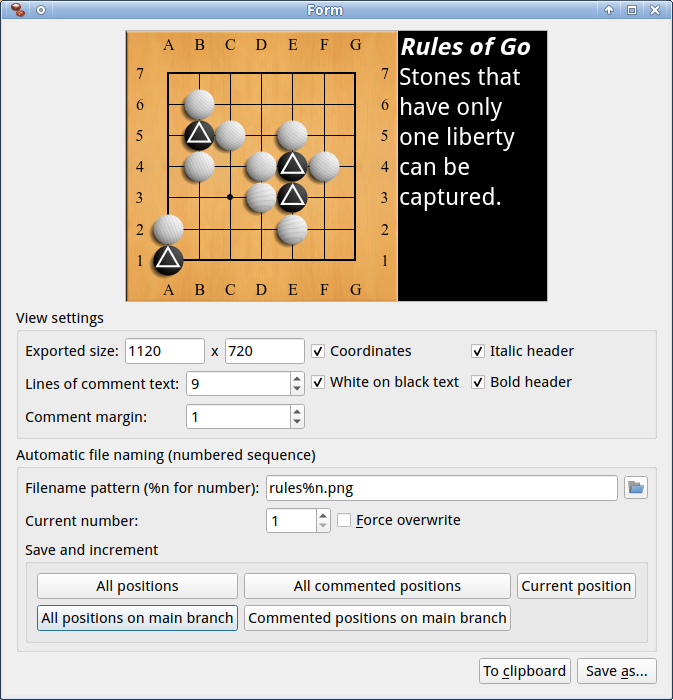 Form
A B C D E F G
Rules of Go
7 7
Stones that
6 6
have only
5 5
one liberty
4 4
can be
3 3
captured.
2 2
1 1
A B C D E F G
View settings
Exported size: 1120 x 720 Coordinates Italic header
Lines of comment text: 9 White on black text Bold header
Comment margin: 1
Automatic file naming (numbered sequence)
Filename pattern (%n for number): rules%n.png
Current number: 1 Force overwrite
Save and increment
All positions All commented positions Current position
All positions on main branch Commented positions on main branch
To clipboard Save as...